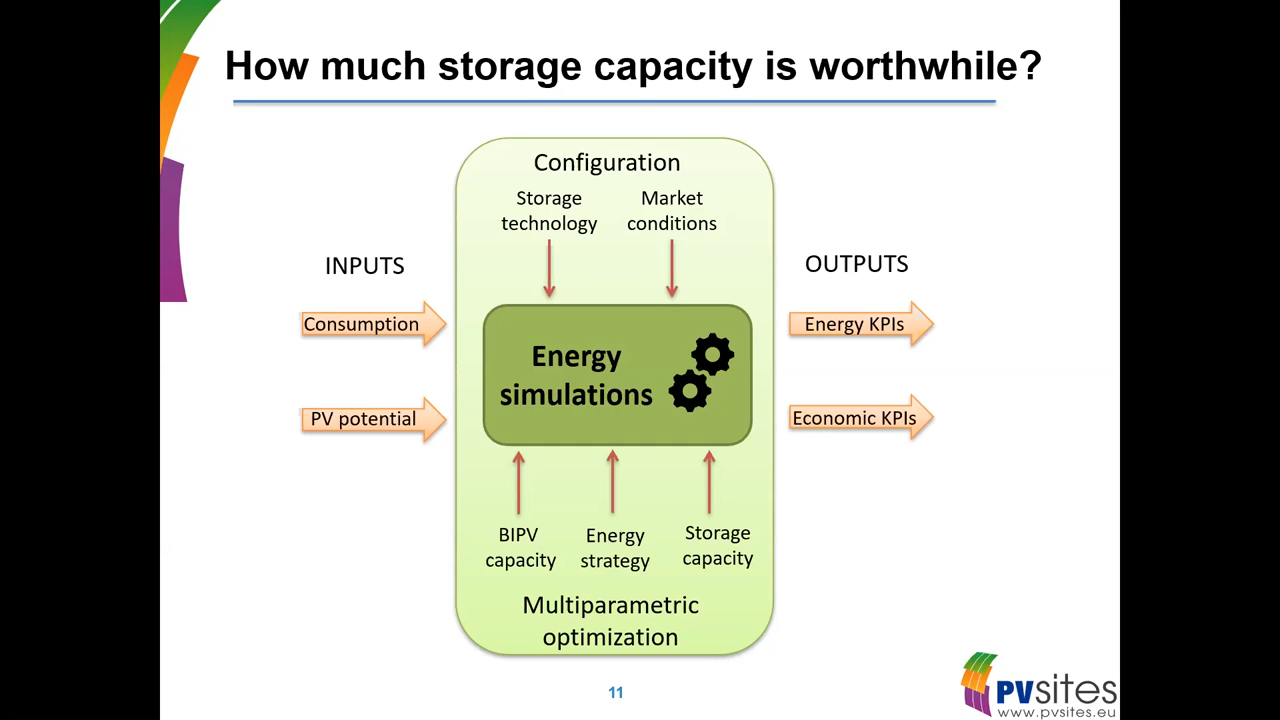 How much storage capacity is worthwhile?
Configuration
Storage
technology
Market
conditions
INPUTS
Consumption
PV potential
Energy
simulations
OUTPUTS
Energy KPIs
Economic KPIs
BIPV
capacity
Energy
strategy
Storage
capacity
Multiparametric
optimization
11
PVsites
www.pvsites.eu